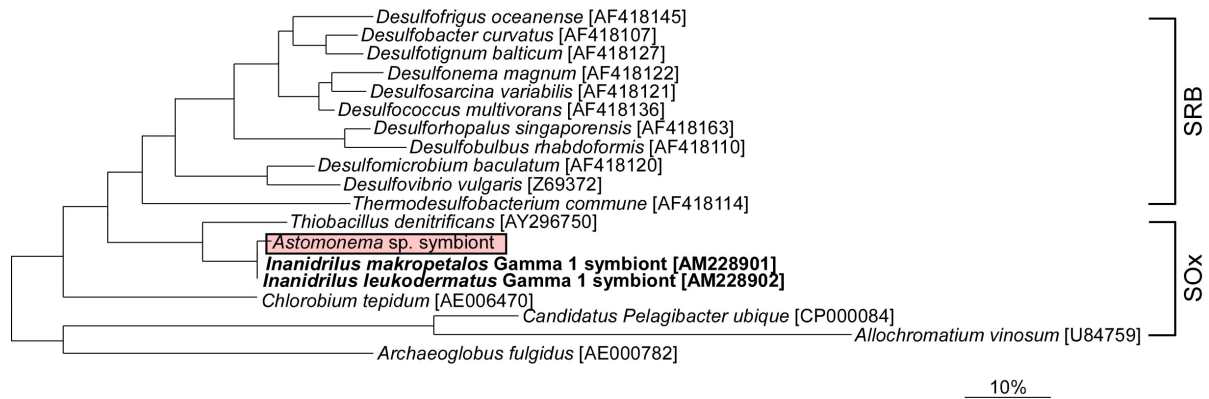 Desulfofrigus oceanense [AF418145]
Desulfobacter curvatus [AF418107]
Desulfotignum balticum [AF418127]
Desulfonema magnum [AF418122]
Desulfosarcina variabilis [AF418121]
Desulfococcus multivorans [AF418136]
Desulforhopalus singaporensis [AF418163]
Desulfobulbus rhabdoformis [AF418110]
Desulfomicrobium baculatum [AF418120]
Desulfovibrio vulgaris [Z69372]
Thermodesulfobacterium commune [AF418114]
SRB
Thiobacillus denitrificans [AY296750]
Astomonema sp. symbiont
Inanidrilus makropetalos Gamma 1 symbiont [AM228901]
Inanidrilus leukodermatus Gamma 1 symbiont [AM228902]
Chlorobium tepidum [AE006470]
Candidatus Pelagibacter ubique [CP000084]
Allochromatium vinosum [U84759]
SOx
Archaeoglobus fulgidus [AE000782]
10%